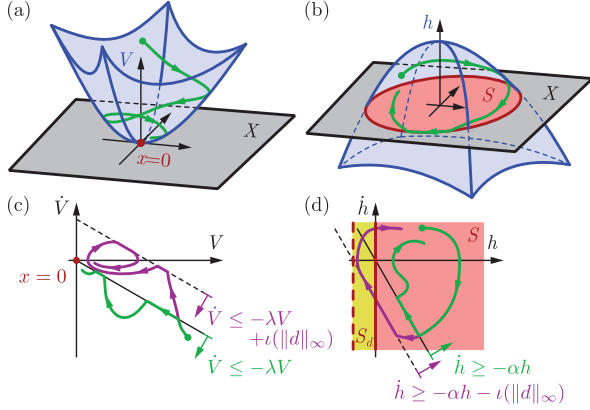 (a)
V
X
x=0
(b)
h
S
X
(c)
V̇
V
x = 0
V̇ ≤ −λV
+ι(‖d‖∞)
V̇ ≤ −λV
(d)
ḣ
S
h
S_d
ḣ ≥ −αh
ḣ ≥ −αh − ι(‖d‖∞)